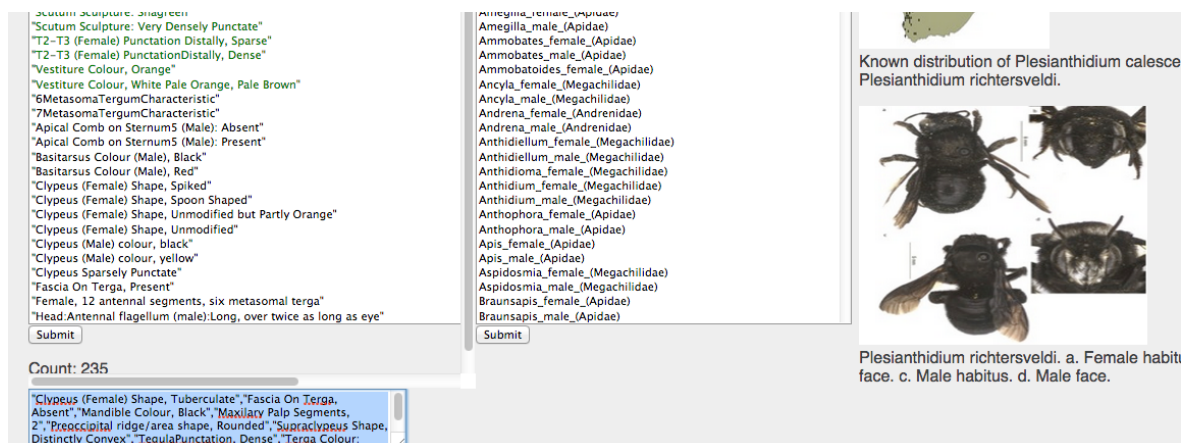 "Scutum Sculpture: Shagreen"
"Scutum Sculpture: Very Densely Punctate"
"T2-T3 (Female) Punctation Distally, Sparse"
"T2-T3 (Female) PunctationDistally, Dense"
"Vestiture Colour, Orange"
"Vestiture Colour, White Pale Orange, Pale Brown"
"6MetasomaTergumCharacteristic"
"7MetasomaTergumCharacteristic"
"Apical Comb on Sternum5 (Male): Absent"
"Apical Comb on Sternum5 (Male): Present"
"Basitarsus Colour (Male), Black"
"Basitarsus Colour (Male), Red"
"Clypeus (Female) Shape, Spiked"
"Clypeus (Female) Shape, Spoon Shaped"
"Clypeus (Female) Shape, Unmodified but Partly Orange"
"Clypeus (Female) Shape, Unmodified"
"Clypeus (Male) colour, black"
"Clypeus (Male) colour, yellow"
"Clypeus Sparsely Punctate"
"Fascia On Terga, Present"
"Female, 12 antennal segments, six metasomal terga"
"Head:Antennal flagellum (male):Long, over twice as long as eye"
Submit
Count: 235
"Clypeus (Female) Shape, Tuberculate","Fascia On Terga,
Absent","Mandible Colour, Black","Maxilary Palp Segments,
2","Preoccipital ridge/area shape, Rounded","Supraclypeus Shape,
Distinctly Convex","TegulaPunctation, Dense","Terga Colour:
Amegilla_female_(Apidae)
Amegilla_male_(Apidae)
Ammobates_female_(Apidae)
Ammobates_male_(Apidae)
Ammobatoides_female_(Apidae)
Ancyla_female_(Megachilidae)
Ancyla_male_(Megachilidae)
Andrena_female_(Andrenidae)
Andrena_male_(Andrenidae)
Anthidiellum_female_(Megachilidae)
Anthidiellum_male_(Megachilidae)
Anthidioma_female_(Megachilidae)
Anthidium_female_(Megachilidae)
Anthidium_male_(Megachilidae)
Anthophora_female_(Apidae)
Anthophora_male_(Apidae)
Apis_female_(Apidae)
Apis_male_(Apidae)
Aspidosmia_female_(Megachilidae)
Aspidosmia_male_(Megachilidae)
Braunsapis_female_(Apidae)
Braunsapis_male_(Apidae)
Submit
Known distribution of Plesianthidium calesce
Plesianthidium richtersveldi.
Plesianthidium richtersveldi. a. Female habitu
face. c. Male habitus. d. Male face.